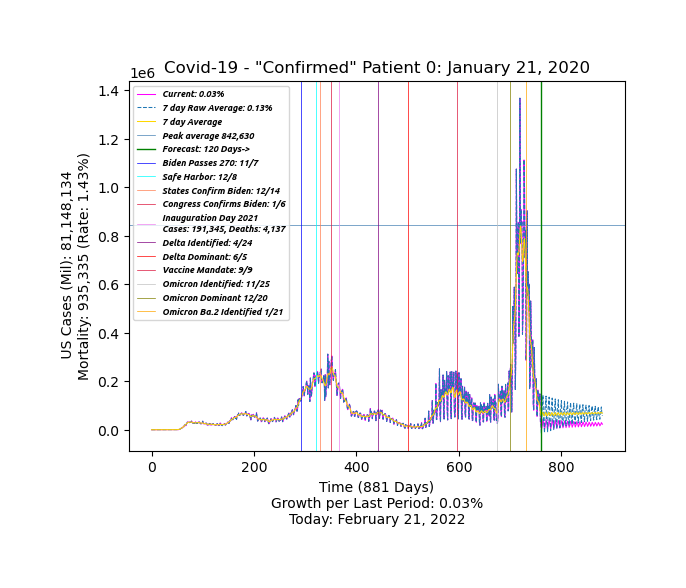 Covid-19 - "Confirmed" Patient 0: January 21, 2020
1e6
1.4
1.2
1.0
0.8
0.6
0.4
0.2
0.0
US Cases (Mil): 81,148,134
Mortality: 935,335 (Rate: 1.43%)
Current: 0.03%
7 day Raw Average: 0.13%
7 day Average
Peak average 842,630
Forecast: 120 Days->
Biden Passes 270: 11/7
Safe Harbor: 12/8
States Confirm Biden: 12/14
Congress Confirms Biden: 1/6
Inauguration Day 2021
Cases: 191,345, Deaths: 4,137
Delta Identified: 4/24
Delta Dominant: 6/5
Vaccine Mandate: 9/9
Omicron Identified: 11/25
Omicron Dominant 12/20
Omicron Ba.2 Identified 1/21
0 200 400 600 800
Time (881 Days)
Growth per Last Period: 0.03%
Today: February 21, 2022